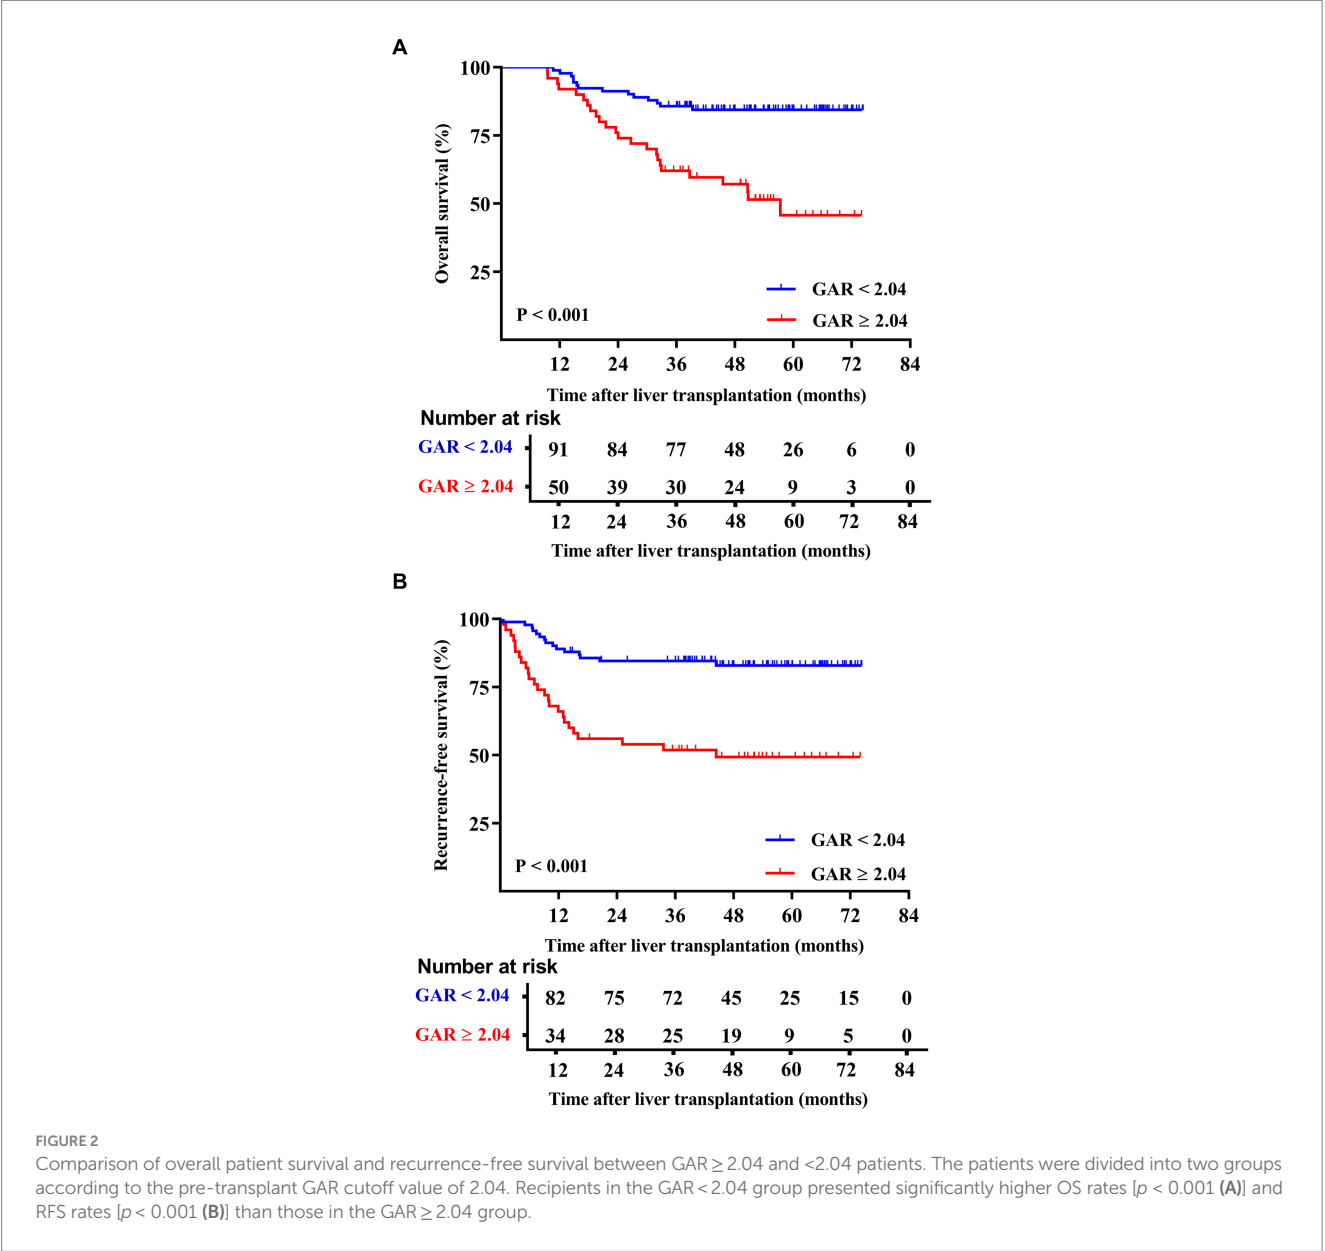 A
100
75
50
25
Overall survival (%)
GAR < 2.04
GAR ≥ 2.04
P < 0.001
12 24 36 48 60 72 84
Time after liver transplantation (months)
Number at risk
GAR < 2.04 91 84 77 48 26 6 0
GAR ≥ 2.04 50 39 30 24 9 3 0
12 24 36 48 60 72 84
Time after liver transplantation (months)
B
100
75
50
25
Recurrence-free survival (%)
GAR < 2.04
GAR ≥ 2.04
P < 0.001
12 24 36 48 60 72 84
Time after liver transplantation (months)
Number at risk
GAR < 2.04 82 75 72 45 25 15 0
GAR ≥ 2.04 34 28 25 19 9 5 0
12 24 36 48 60 72 84
Time after liver transplantation (months)
FIGURE 2
Comparison of overall patient survival and recurrence-free survival between GAR ≥ 2.04 and <2.04 patients. The patients were divided into two groups
according to the pre-transplant GAR cutoff value of 2.04. Recipients in the GAR < 2.04 group presented significantly higher OS rates [p < 0.001 (A)] and
RFS rates [p < 0.001 (B)] than those in the GAR ≥ 2.04 group.